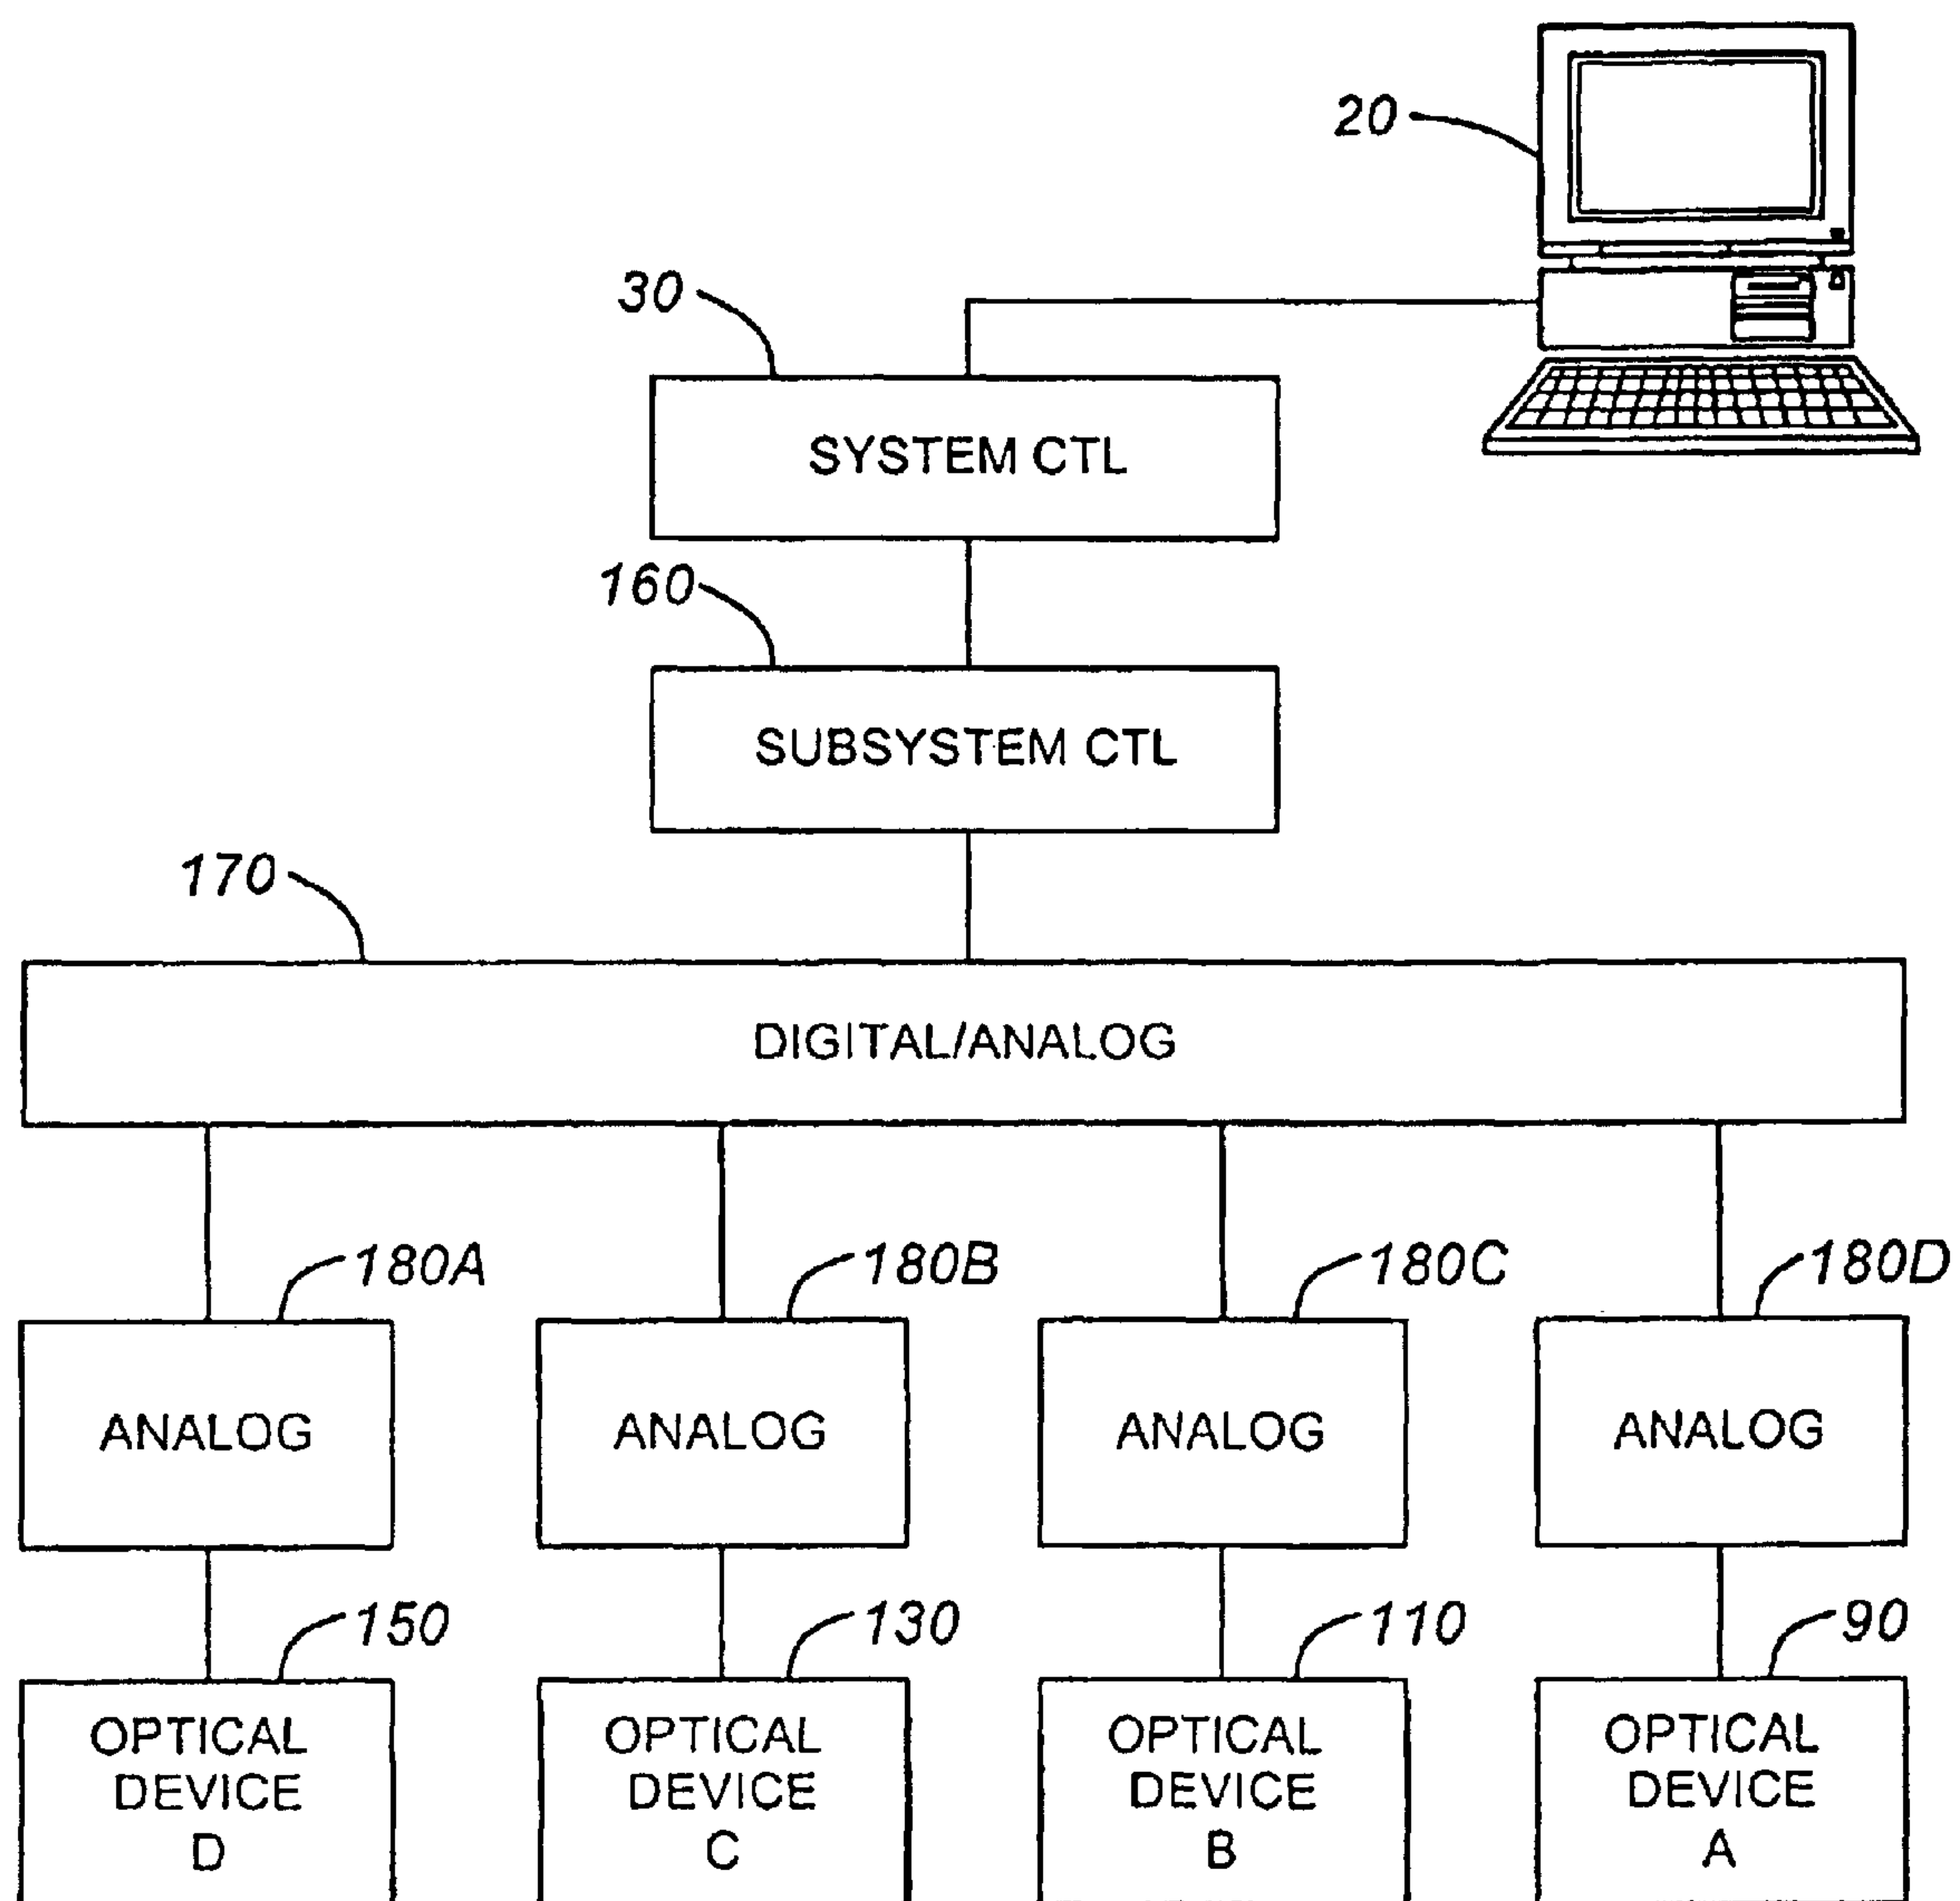 20
30
SYSTEM CTL
160
SUBSYSTEM CTL
170
DIGITAL/ANALOG
180A
180B
180C
180D
ANALOG
ANALOG
ANALOG
ANALOG
150
130
110
90
OPTICAL
DEVICE
D
OPTICAL
DEVICE
C
OPTICAL
DEVICE
B
OPTICAL
DEVICE
A